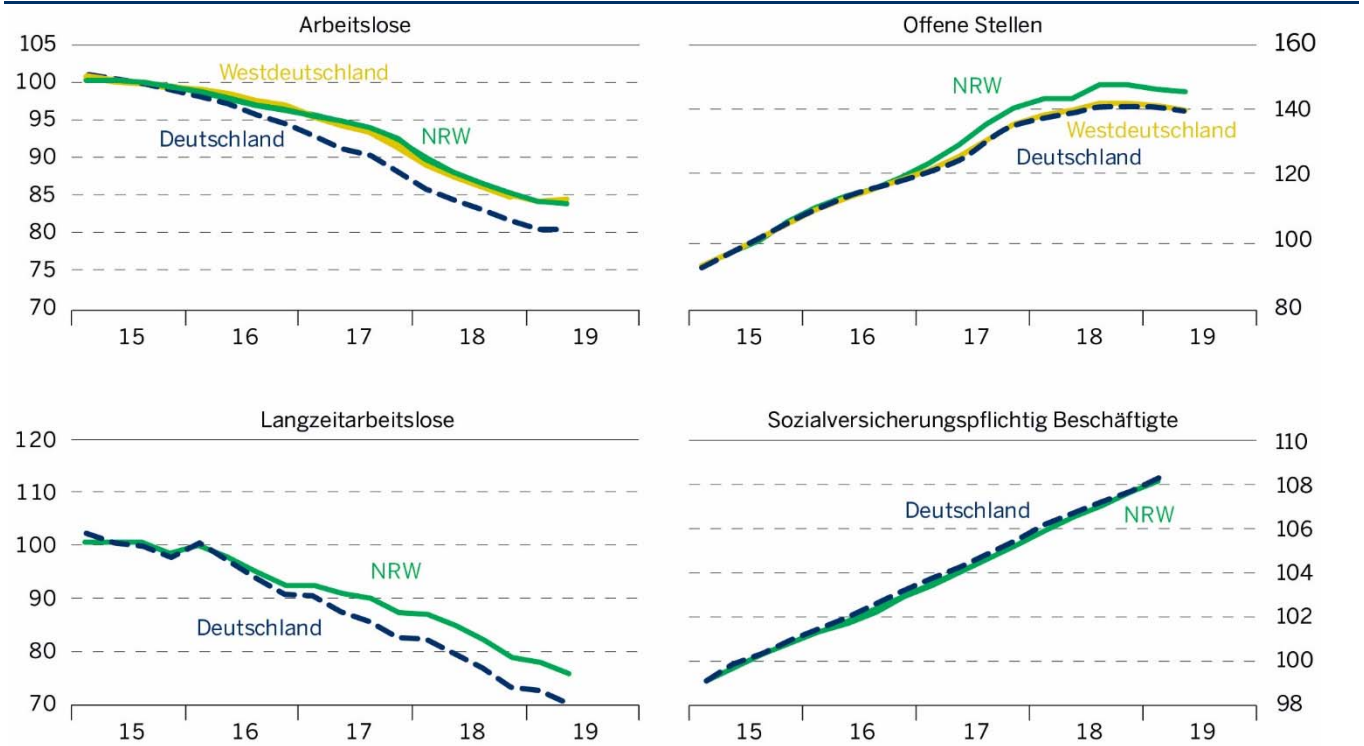 Arbeitslose
105
100
95
90
85
80
75
70
Westdeutschland
Deutschland
NRW
15 16 17 18 19
Offene Stellen
160
140
120
100
80
NRW
Westdeutschland
Deutschland
15 16 17 18 19
Langzeitarbeitslose
120
110
100
90
80
70
NRW
Deutschland
15 16 17 18 19
Sozialversicherungspflichtig Beschäftigte
110
108
106
104
102
100
98
Deutschland
NRW
15 16 17 18 19